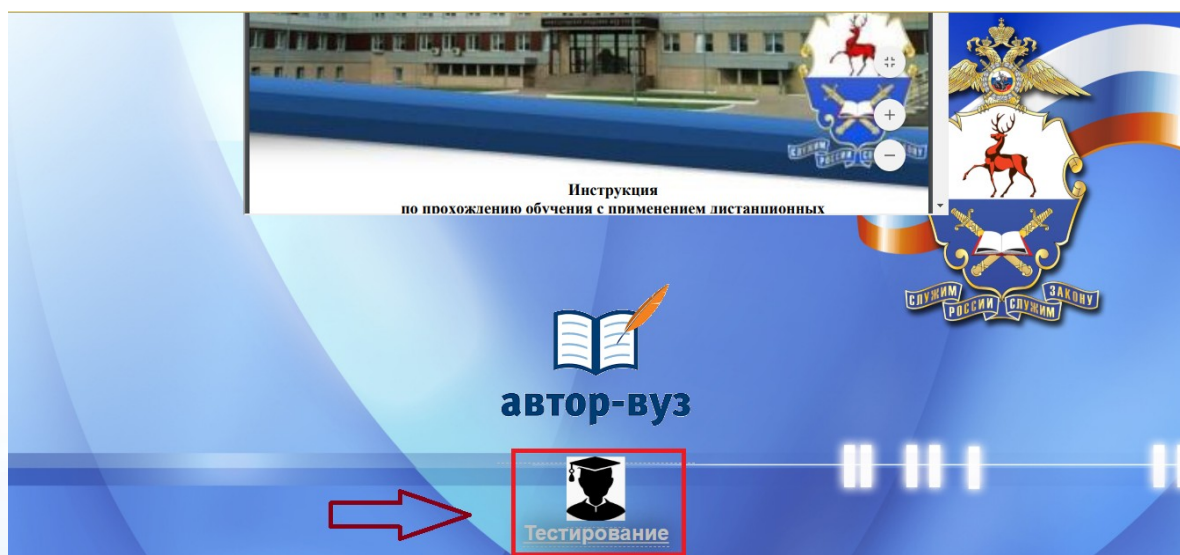 Инструкция
по прохождению обучения с применением дистанционных
СЛУЖИМ РОССИИ СЛУЖИМ ЗАКОНУ
автор-вуз
Тестирование